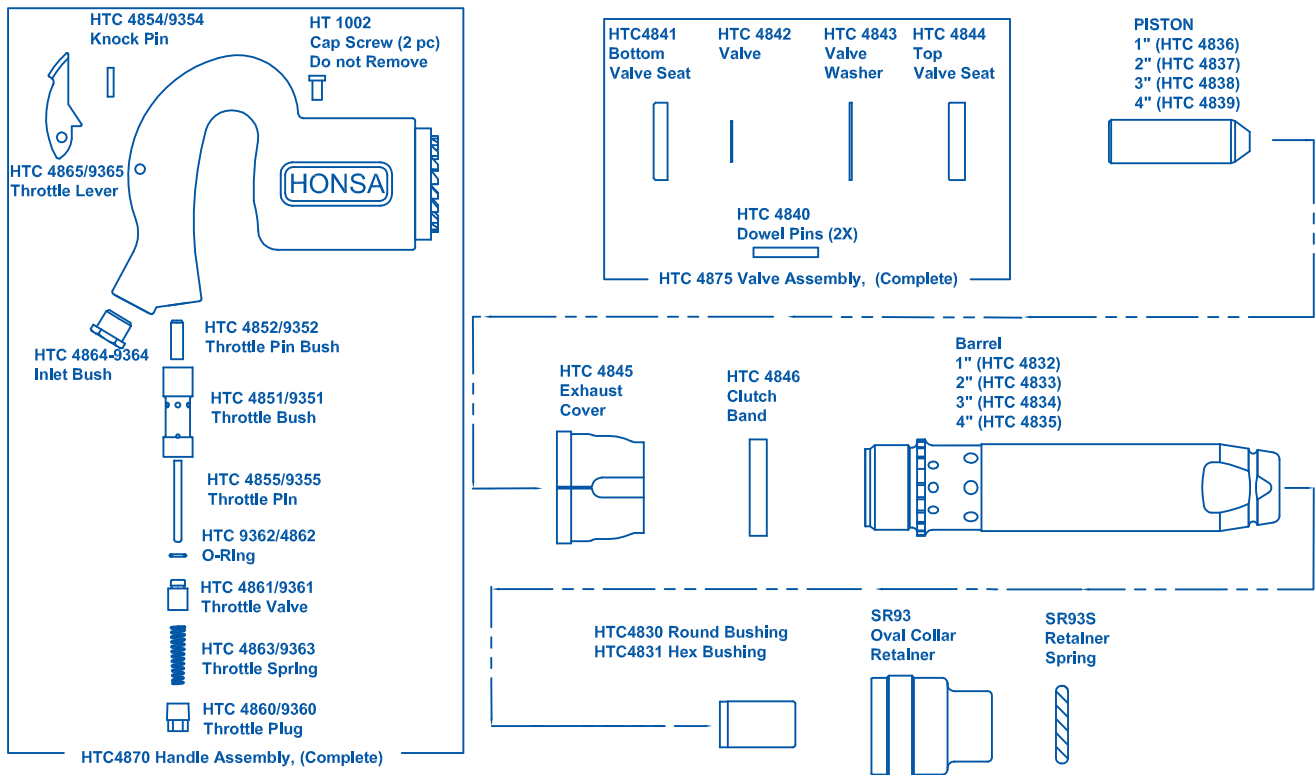 HTC 4854/9354
Knock Pin
HT 1002
Cap Screw (2 pc)
Do not Remove
HTC 4865/9365
Throttle Lever
HONSA
HTC 4864-9364
Inlet Bush
HTC 4852/9352
Throttle Pin Bush
HTC 4851/9351
Throttle Bush
HTC 4855/9355
Throttle PIn
HTC 9362/4862
O-RIng
HTC 4861/9361
Throttle Valve
HTC 4863/9363
Throttle SprIng
HTC 4860/9360
Throttle Plug
HTC4870 Handle Assembly, (Complete)
HTC4841
Bottom
Valve Seat
HTC 4842
Valve
HTC 4843
Valve
Washer
HTC 4844
Top
Valve Seat
HTC 4840
Dowel Pins (2X)
HTC 4875 Valve Assembly, (Complete)
PISTON
1" (HTC 4836)
2" (HTC 4837)
3" (HTC 4838)
4" (HTC 4839)
HTC 4845
Exhaust
Cover
HTC 4846
Clutch
Band
Barrel
1" (HTC 4832)
2" (HTC 4833)
3" (HTC 4834)
4" (HTC 4835)
HTC4830 Round Bushing
HTC4831 Hex Bushing
SR93
Oval Collar
RetaIner
SR93S
RetaIner
Spring